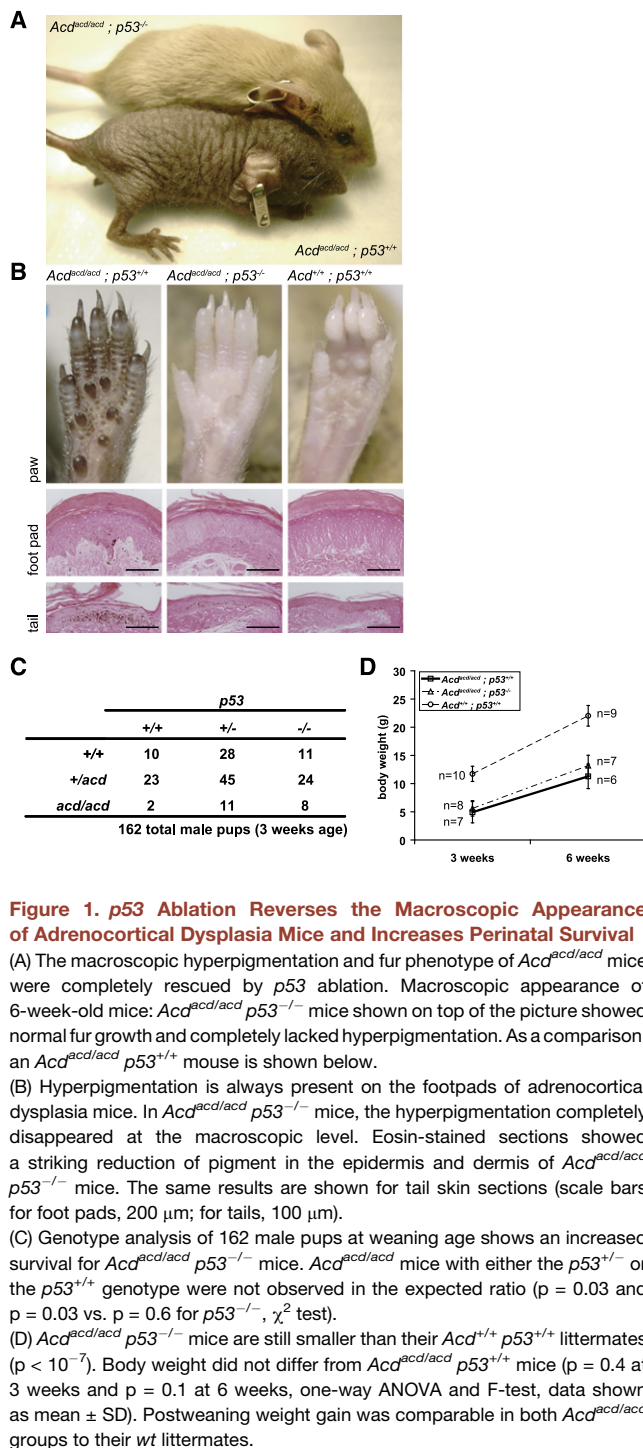 A
Acd^acd/acd ; p53^-/-
Acd^acd/acd ; p53^+/+
B
Acd^acd/acd ; p53^+/+ Acd^acd/acd ; p53^-/- Acd^+/+ ; p53^+/+
paw
foot pad
tail
C
p53
+/+ +/- -/-
+/+ 10 28 11
+/acd 23 45 24
acd/acd 2 11 8
162 total male pups (3 weeks age)
D
Acd^acd/acd ; p53^+/+
Acd^acd/acd ; p53^-/-
Acd^+/+ ; p53^+/+
body weight (g)
30
25
20
15
10
5
0
n=10
n=8
n=7
n=9
n=7
n=6
3 weeks 6 weeks
Figure 1. p53 Ablation Reverses the Macroscopic Appearance
of Adrenocortical Dysplasia Mice and Increases Perinatal Survival
(A) The macroscopic hyperpigmentation and fur phenotype of Acd^acd/acd mice
were completely rescued by p53 ablation. Macroscopic appearance of
6-week-old mice: Acd^acd/acd p53^−/− mice shown on top of the picture showed
normal fur growth and completely lacked hyperpigmentation. As a comparison
an Acd^acd/acd p53^+/+ mouse is shown below.
(B) Hyperpigmentation is always present on the footpads of adrenocortica
dysplasia mice. In Acd^acd/acd p53^−/− mice, the hyperpigmentation completely
disappeared at the macroscopic level. Eosin-stained sections showed
a striking reduction of pigment in the epidermis and dermis of Acd^acd/acd
p53^−/− mice. The same results are shown for tail skin sections (scale bars
for foot pads, 200 μm; for tails, 100 μm).
(C) Genotype analysis of 162 male pups at weaning age shows an increased
survival for Acd^acd/acd p53^−/− mice. Acd^acd/acd mice with either the p53^+/− or
the p53^+/+ genotype were not observed in the expected ratio (p = 0.03 and
p = 0.03 vs. p = 0.6 for p53^−/−, χ² test).
(D) Acd^acd/acd p53^−/− mice are still smaller than their Acd^+/+ p53^+/+ littermates
(p < 10^−7). Body weight did not differ from Acd^acd/acd p53^+/+ mice (p = 0.4 at
3 weeks and p = 0.1 at 6 weeks, one-way ANOVA and F-test, data shown
as mean ± SD). Postweaning weight gain was comparable in both Acd^acd/acd
groups to their wt littermates.